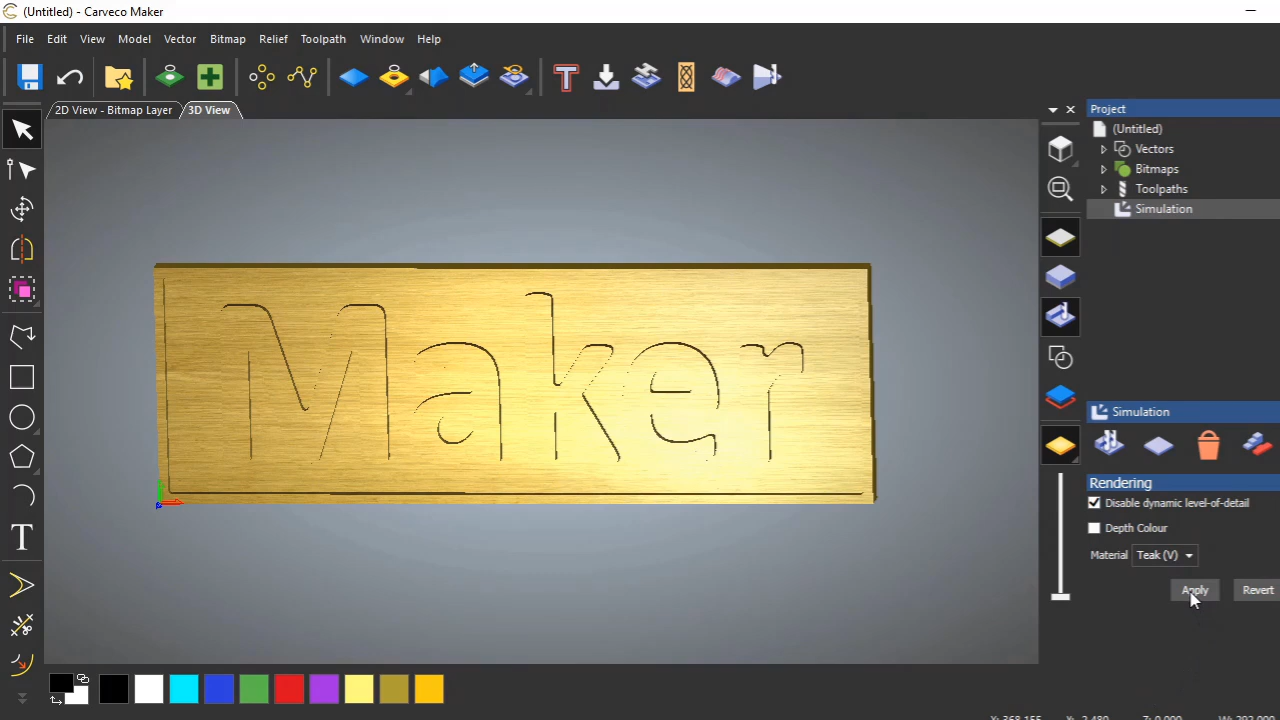 (Untitled) - Carveco Maker
File Edit View Model Vector Bitmap Relief Toolpath Window Help
2D View - Bitmap Layer 3D View
Project
(Untitled)
Vectors
Bitmaps
Toolpaths
Simulation
Maker
Simulation
Rendering
Disable dynamic level-of-detail
Depth Colour
Material Teak (V)
Apply Revert